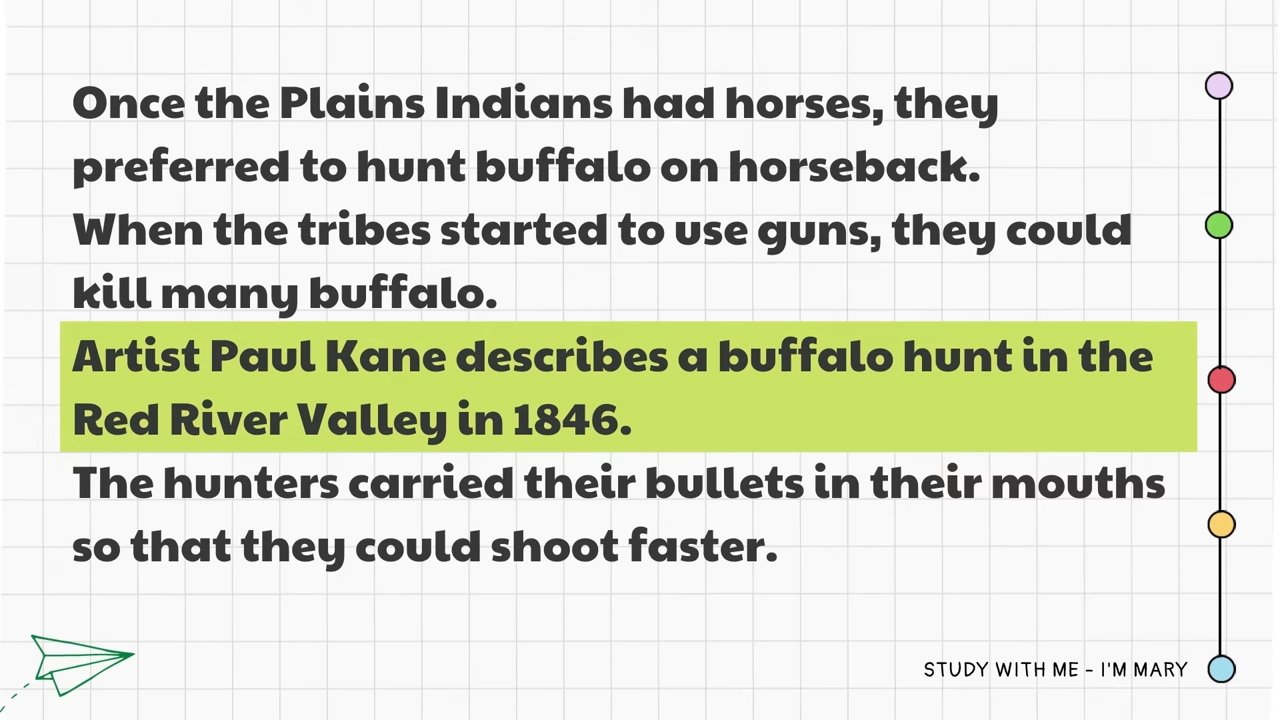 Once the Plains Indians had horses, they
preferred to hunt buffalo on horseback.
When the tribes started to use guns, they could
kill many buffalo.
Artist Paul Kane describes a buffalo hunt in the
Red River Valley in 1846.
The hunters carried their bullets in their mouths
so that they could shoot faster.
STUDY WITH ME - I'M MARY